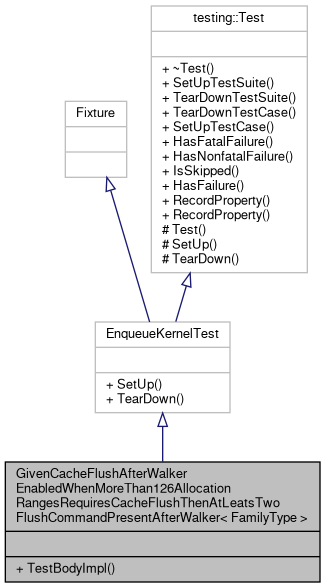 testing::Test
+ ~Test()
+ SetUpTestSuite()
+ TearDownTestSuite()
+ TearDownTestCase()
+ SetUpTestCase()
+ HasFatalFailure()
+ HasNonfatalFailure()
+ IsSkipped()
+ HasFailure()
+ RecordProperty()
+ RecordProperty()
# Test()
# SetUp()
# TearDown()
Fixture
EnqueueKernelTest
+ SetUp()
+ TearDown()
GivenCacheFlushAfterWalker
EnabledWhenMoreThan126Allocation
RangesRequiresCacheFlushThenAtLeatsTwo
FlushCommandPresentAfterWalker< FamilyType >
+ TestBodyImpl()